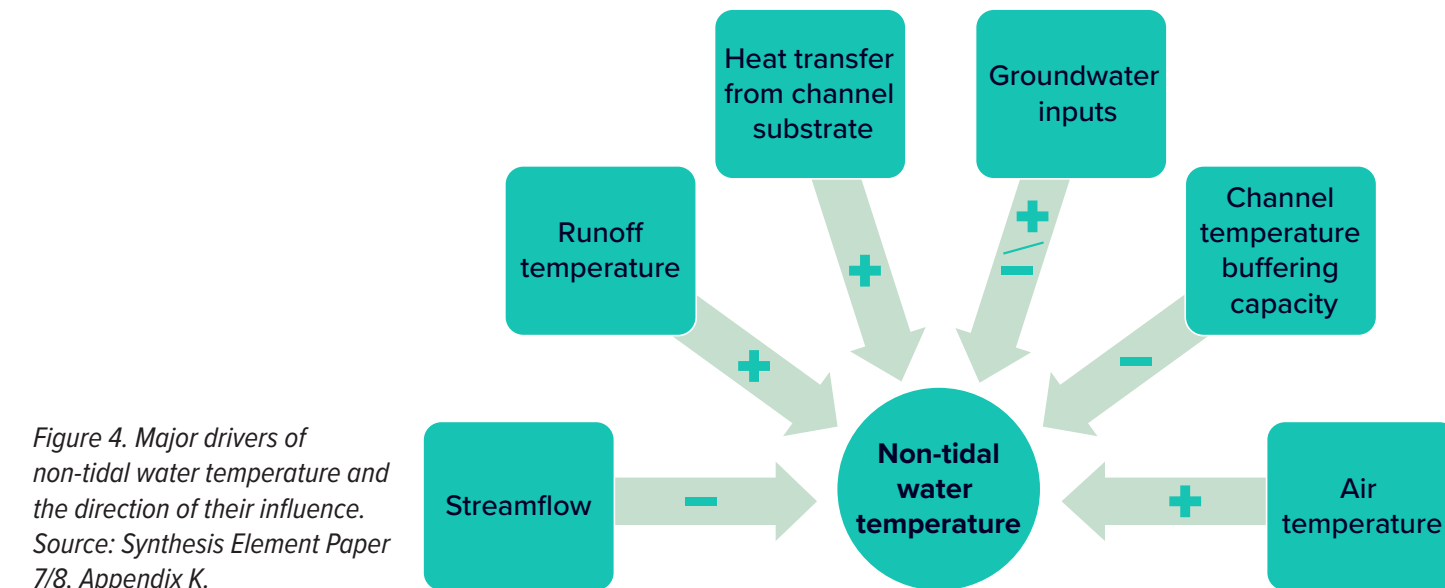 Heat transfer
from channel
substrate
Groundwater
inputs
Runoff
temperature
Channel
temperature
buffering
capacity
+
+
+
−
−
Streamflow
−
Non-tidal
water
temperature
+
Air
temperature
Figure 4. Major drivers of
non-tidal water temperature and
the direction of their influence.
Source: Synthesis Element Paper
7/8, Appendix K.